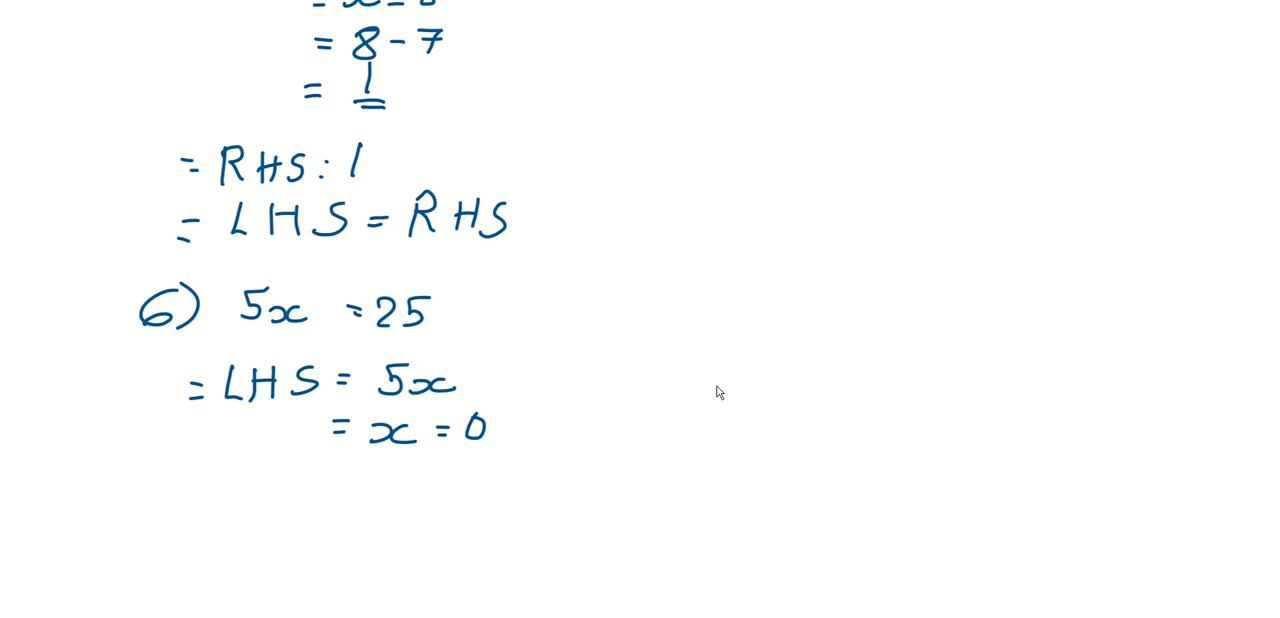 = 8 - 7
= 1
= RHS : 1
= LHS = RHS
6) 5x = 25
= LHS = 5x
= x = 0